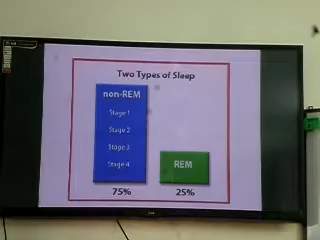 Two Types of Sleep
non-REM
Stage 1
Stage 2
Stage 3
Stage 4
REM
75%
25%